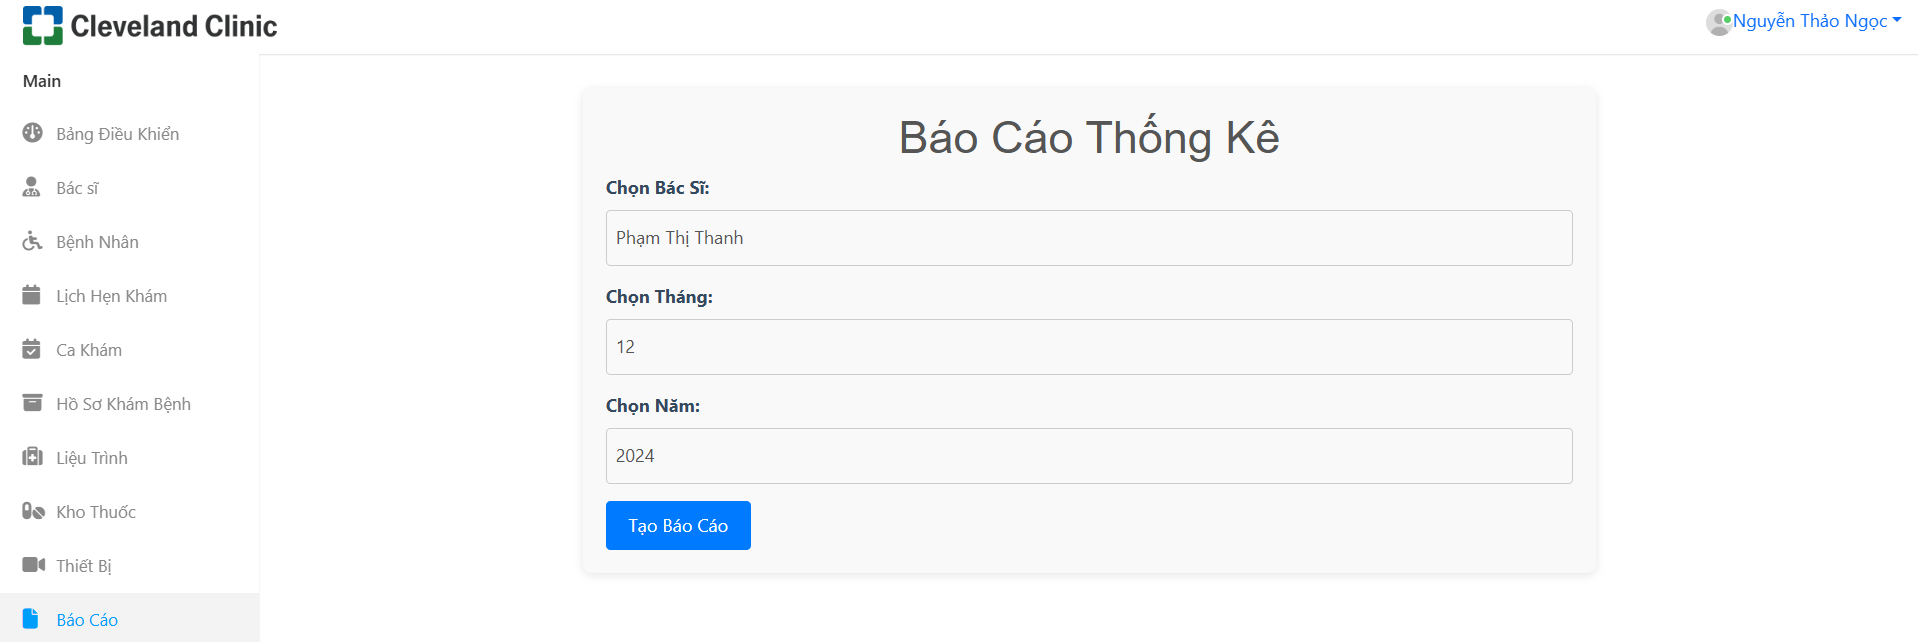 Cleveland Clinic
Nguyễn Thảo Ngọc
Main
Bảng Điều Khiển
Bác sĩ
Bệnh Nhân
Lịch Hẹn Khám
Ca Khám
Hồ Sơ Khám Bệnh
Liệu Trình
Kho Thuốc
Thiết Bị
Báo Cáo
Báo Cáo Thống Kê
Chọn Bác Sĩ:
Phạm Thị Thanh
Chọn Tháng:
12
Chọn Năm:
2024
Tạo Báo Cáo